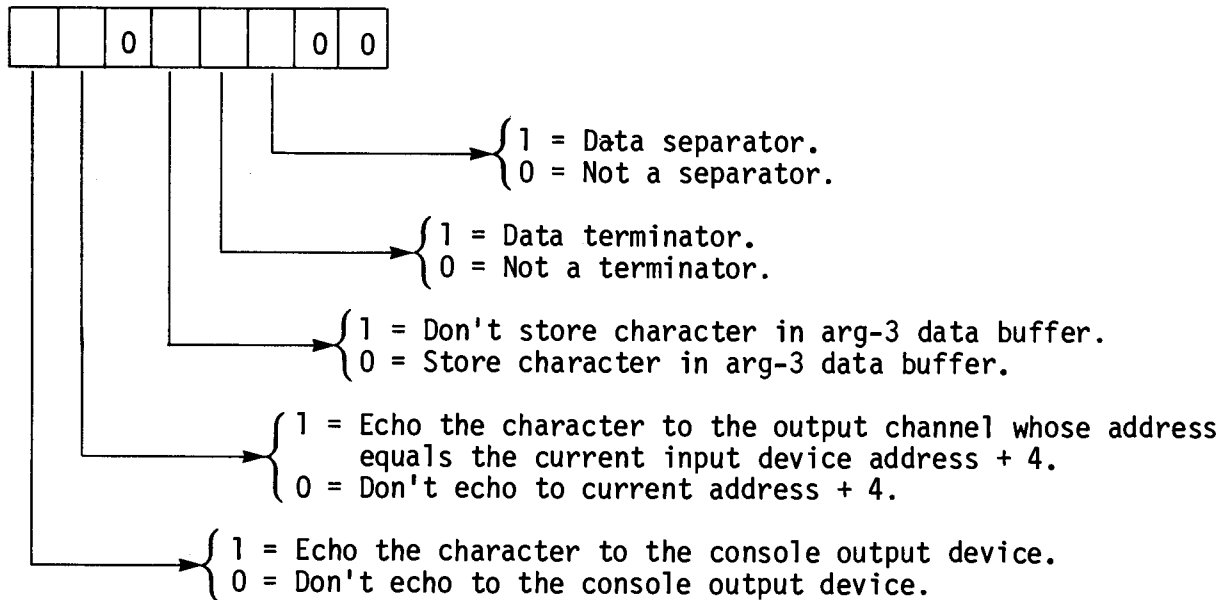 0 0 0
1 = Data separator.
0 = Not a separator.
1 = Data terminator.
0 = Not a terminator.
1 = Don't store character in arg-3 data buffer.
0 = Store character in arg-3 data buffer.
1 = Echo the character to the output channel whose address
equals the current input device address + 4.
0 = Don't echo to current address + 4.
1 = Echo the character to the console output device.
0 = Don't echo to the console output device.